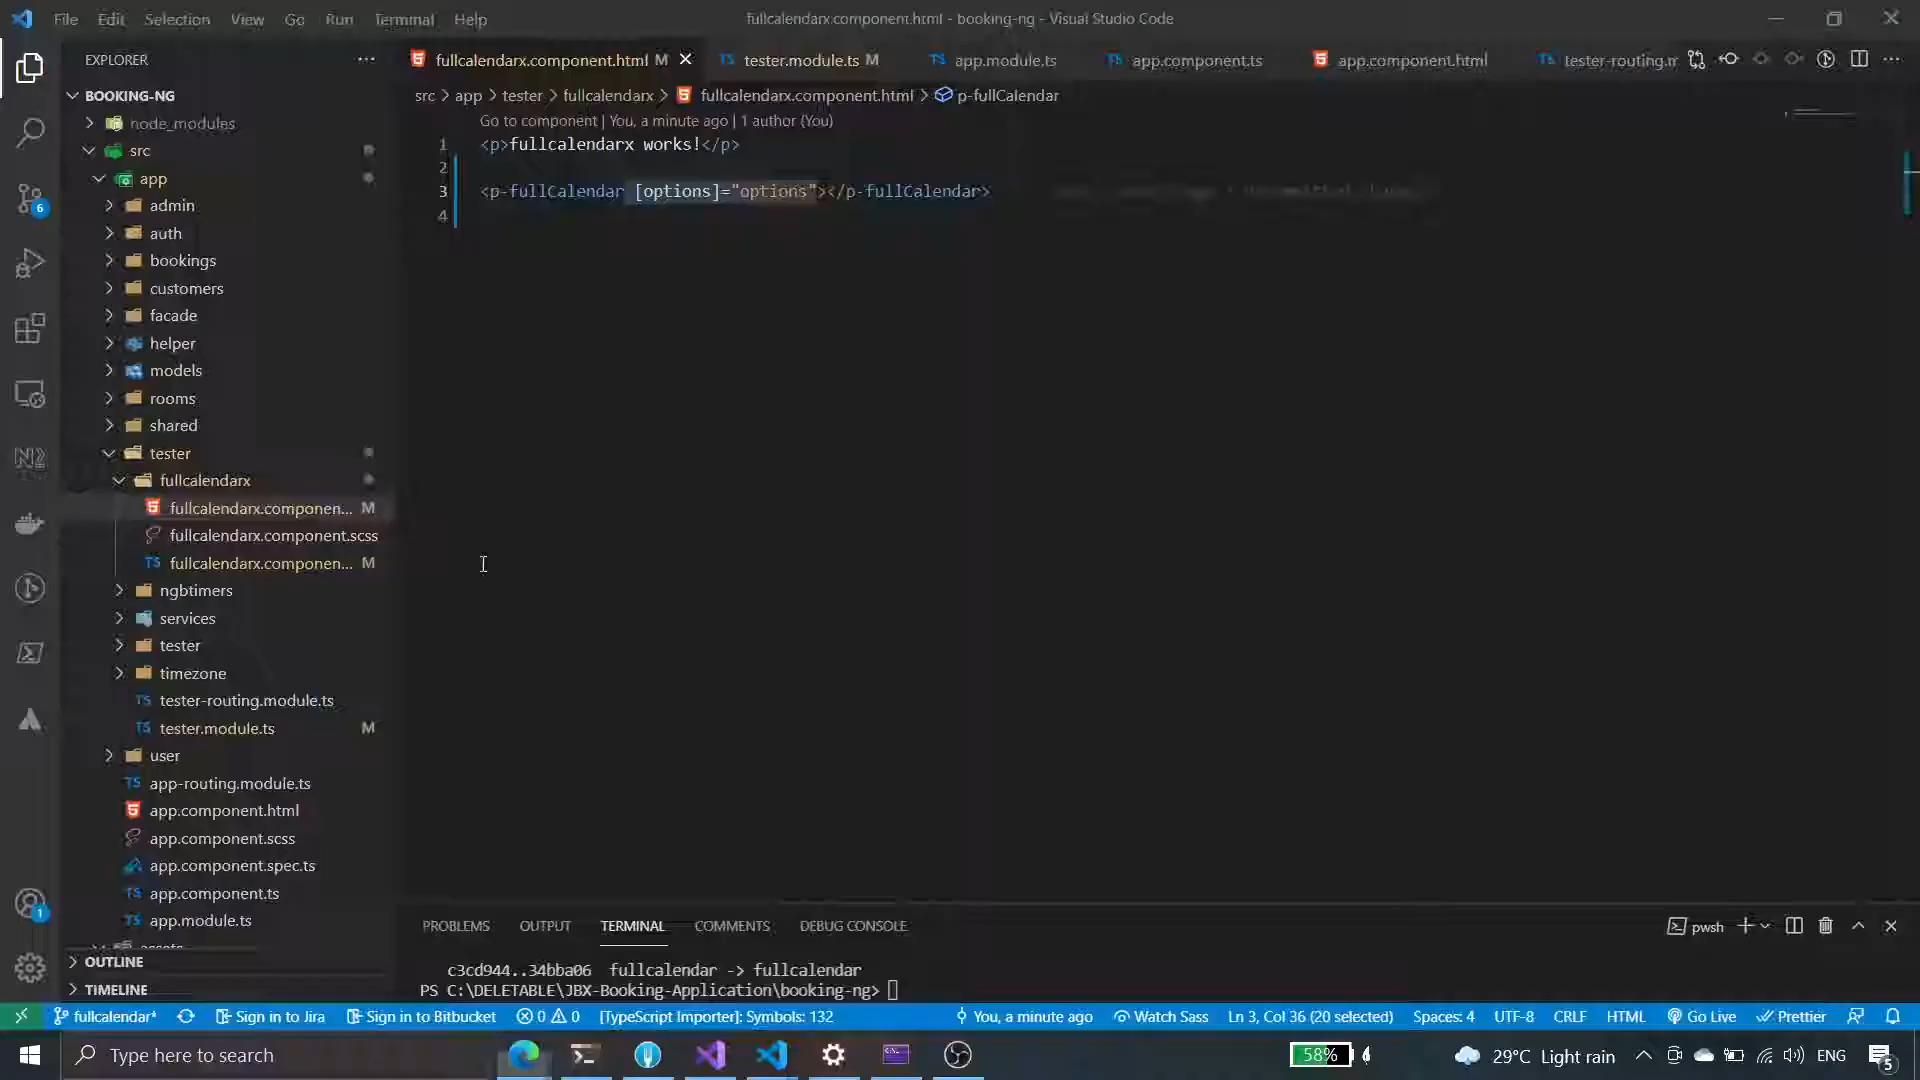 File Edit Selection View Go Run Terminal Help
fullcalendarx.component.html - booking-ng - Visual Studio Code
EXPLORER
fullcalendarx.component.html M
tester.module.ts M
app.module.ts
app.component.ts
app.component.html
tester-routing.m
BOOKING-NG
node_modules
src
app
admin
auth
bookings
customers
facade
helper
models
rooms
shared
tester
fullcalendarx
fullcalendarx.componen... M
fullcalendarx.component.scss
fullcalendarx.componen... M
ngbtimers
services
tester
timezone
tester-routing.module.ts
tester.module.ts M
user
app-routing.module.ts
app.component.html
app.component.scss
app.component.spec.ts
app.component.ts
app.module.ts
assets
OUTLINE
TIMELINE
src > app > tester > fullcalendarx > fullcalendarx.component.html > p-fullCalendar
Go to component | You, a minute ago | 1 author (You)
1 <p>fullcalendarx works!</p>
2
3 <p-fullCalendar [options]="options"></p-fullCalendar>
4
PROBLEMS OUTPUT TERMINAL COMMENTS DEBUG CONSOLE
pwsh
c3cd944..34bba06 fullcalendar -> fullcalendar
PS C:\DELETABLE\JBX-Booking-Application\booking-ng>
6
1
fullcalendar* Sign in to Jira Sign in to Bitbucket 0 0 [TypeScript Importer]: Symbols: 132
You, a minute ago Watch Sass Ln 3, Col 36 (20 selected) Spaces: 4 UTF-8 CRLF HTML Go Live Prettier
Type here to search
58%
29°C Light rain
ENG
5